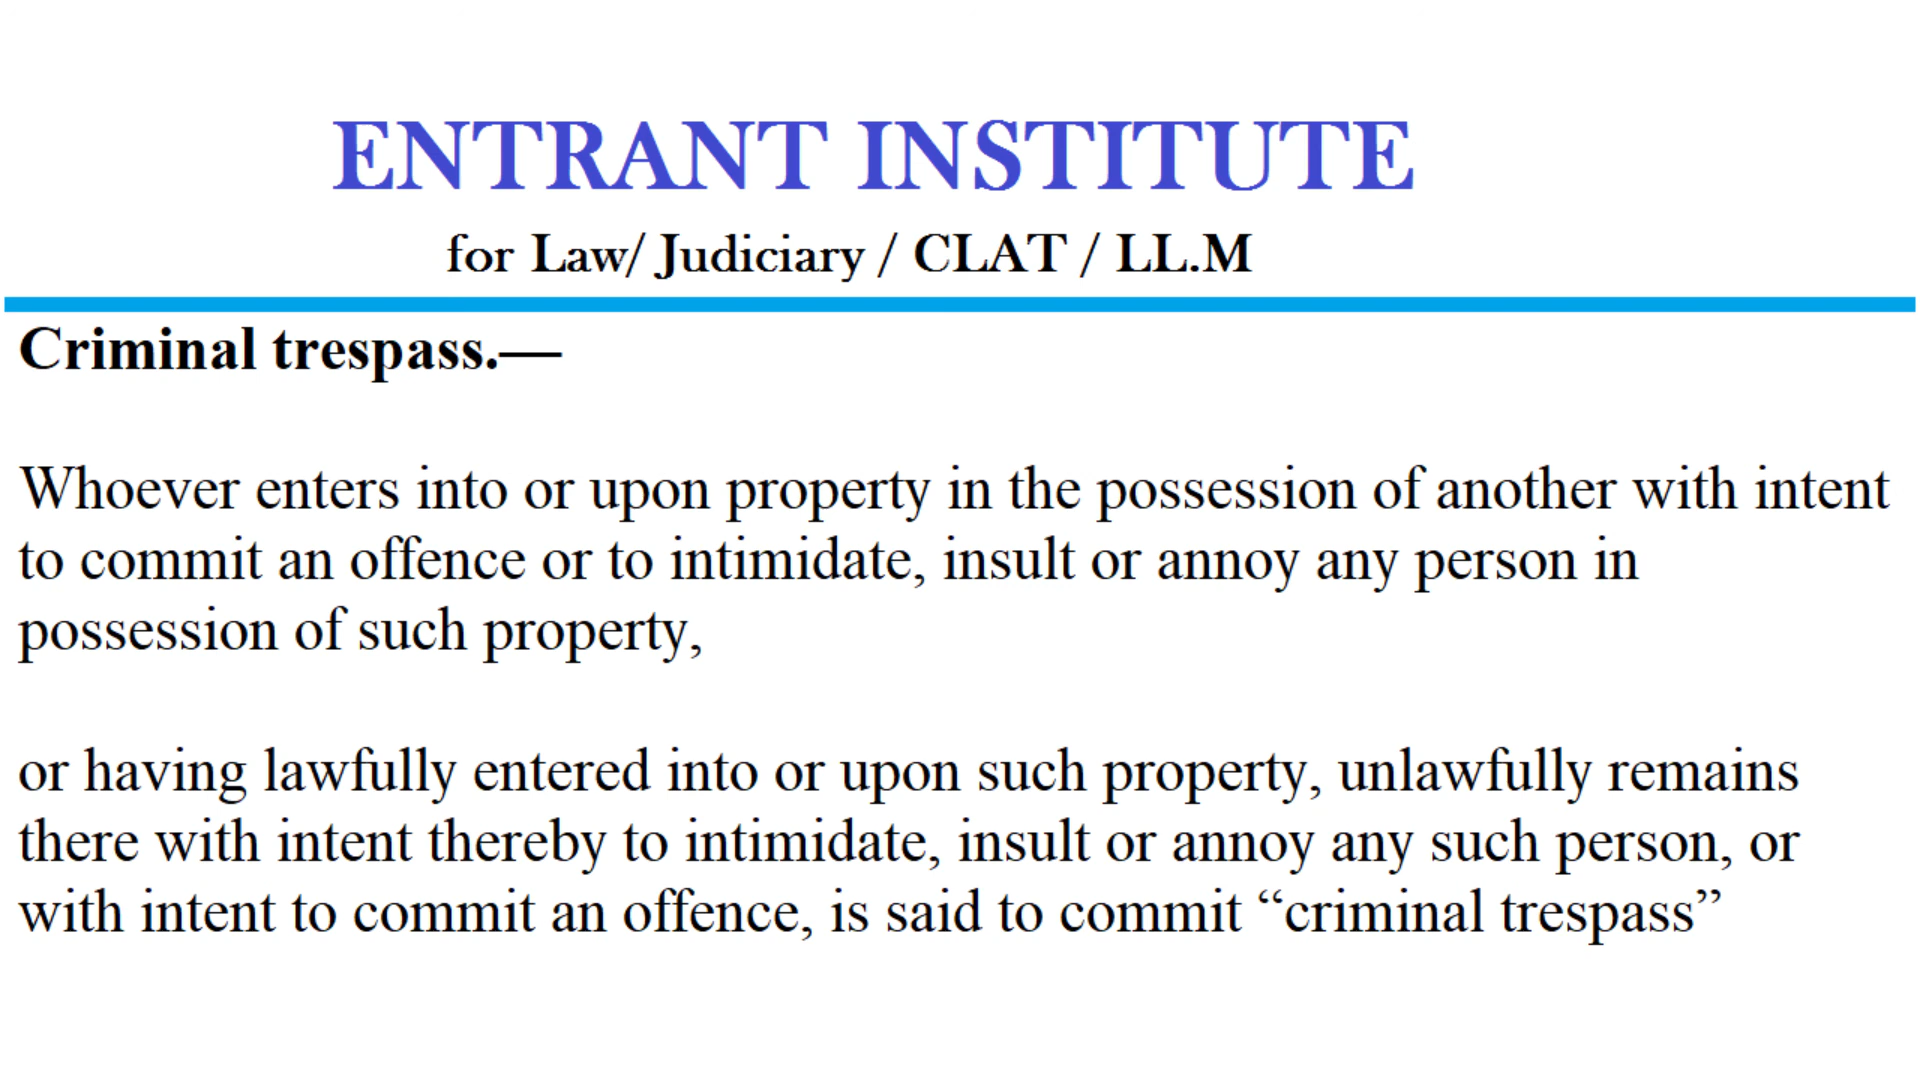 ENTRANT INSTITUTE
for Law/ Judiciary / CLAT / LL.M
Criminal trespass.—
Whoever enters into or upon property in the possession of another with intent
to commit an offence or to intimidate, insult or annoy any person in
possession of such property,
or having lawfully entered into or upon such property, unlawfully remains
there with intent thereby to intimidate, insult or annoy any such person, or
with intent to commit an offence, is said to commit “criminal trespass”